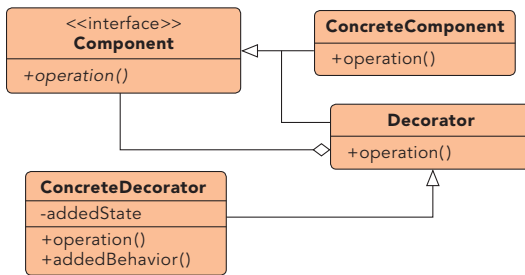 <<interface>>
Component
+operation()
ConcreteComponent
+operation()
Decorator
+operation()
ConcreteDecorator
-addedState
+operation()
+addedBehavior()